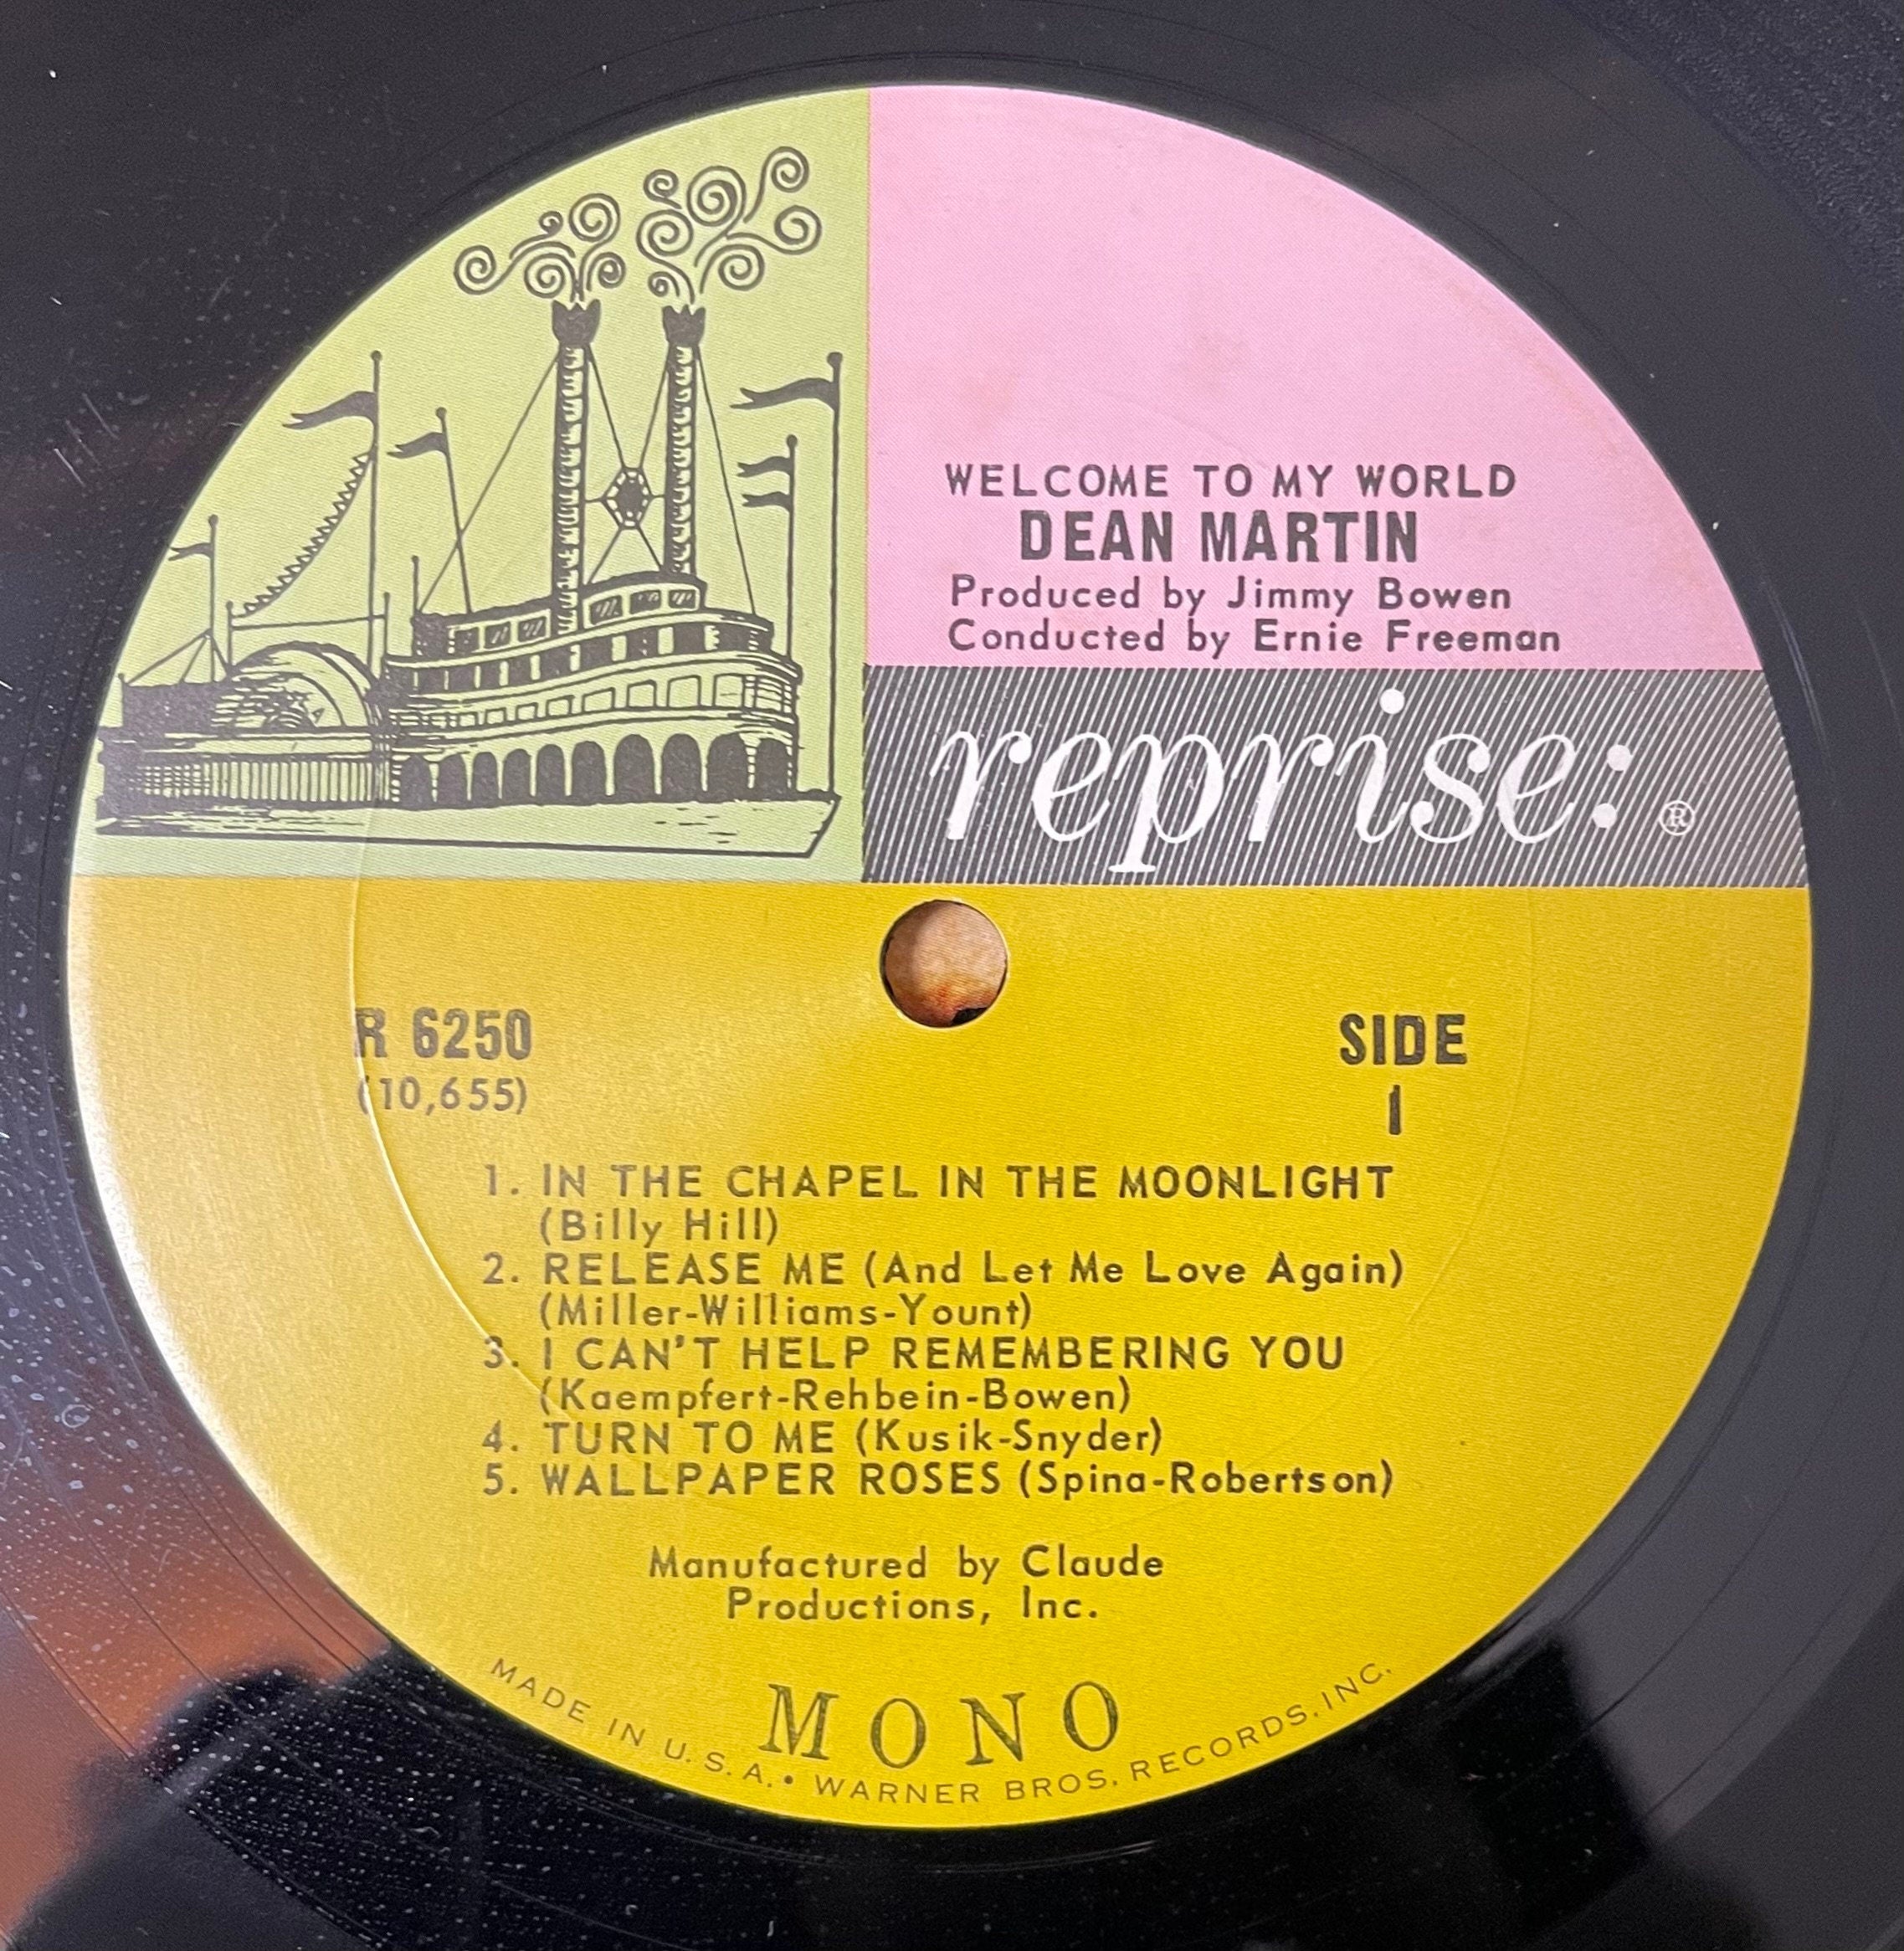 WELCOME TO MY WORLD
DEAN MARTIN
Produced by Jimmy Bowen
Conducted by Ernie Freeman
reprise: ®
R 6250
(10,655)
SIDE
1
1. IN THE CHAPEL IN THE MOONLIGHT
(Billy Hill)
2. RELEASE ME (And Let Me Love Again)
(Miller-Williams-Yount)
3. I CAN'T HELP REMEMBERING YOU
(Kaempfert-Rehbein-Bowen)
4. TURN TO ME (Kusik-Snyder)
5. WALLPAPER ROSES (Spina-Robertson)
Manufactured by Claude
Productions, Inc.
MONO
MADE IN U.S.A. • WARNER BROS. RECORDS, INC.